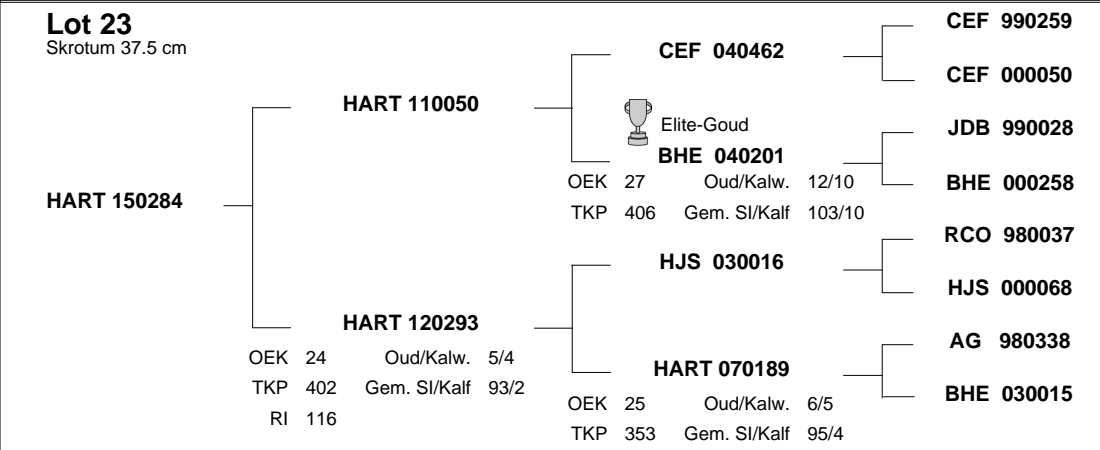 Lot 23
Skrotum 37.5 cm
HART 150284
HART 110050
HART 120293
OEK 24 Oud/Kalw. 5/4
TKP 402 Gem. SI/Kalf 93/2
RI 116
CEF 040462
Elite-Goud
BHE 040201
OEK 27 Oud/Kalw. 12/10
TKP 406 Gem. SI/Kalf 103/10
HJS 030016
HART 070189
OEK 25 Oud/Kalw. 6/5
TKP 353 Gem. SI/Kalf 95/4
CEF 990259
CEF 000050
JDB 990028
BHE 000258
RCO 980037
HJS 000068
AG 980338
BHE 030015